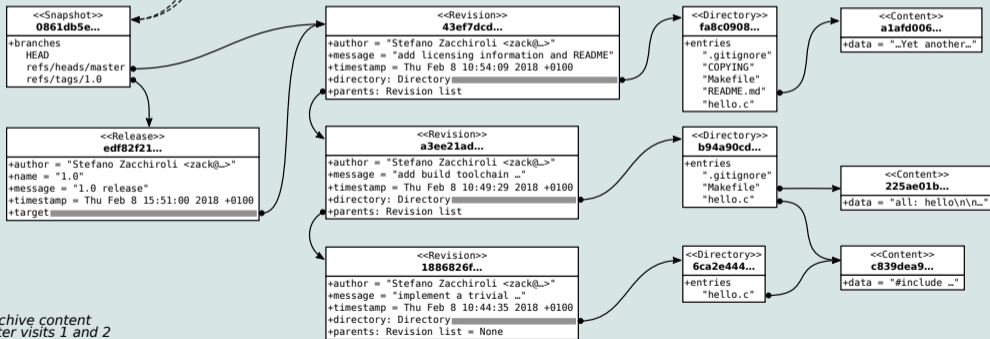 <<Snapshot>>
0861db5e…
+branches
HEAD
refs/heads/master
refs/tags/1.0
<<Release>>
edf82f21…
+author = "Stefano Zacchiroli <zack@…>"
+name = "1.0"
+message = "1.0 release"
+timestamp = Thu Feb 8 15:51:00 2018 +0100
+target
<<Revision>>
43ef7dcd…
+author = "Stefano Zacchiroli <zack@…>"
+message = "add licensing information and README"
+timestamp = Thu Feb 8 10:54:09 2018 +0100
+directory: Directory
+parents: Revision list
<<Revision>>
a3ee21ad…
+author = "Stefano Zacchiroli <zack@…>"
+message = "add build toolchain …"
+timestamp = Thu Feb 8 10:49:29 2018 +0100
+directory: Directory
+parents: Revision list
<<Revision>>
1886826f…
+author = "Stefano Zacchiroli <zack@…>"
+message = "implement a trivial …"
+timestamp = Thu Feb 8 10:44:35 2018 +0100
+directory: Directory
+parents: Revision list = None
<<Directory>>
fa8c0908…
+entries
".gitignore"
"COPYING"
"Makefile"
"README.md"
"hello.c"
<<Directory>>
b94a90cd…
+entries
".gitignore"
"Makefile"
"hello.c"
<<Directory>>
6ca2e444…
+entries
"hello.c"
<<Content>>
a1afd006…
+data = "…Yet another…"
<<Content>>
225ae01b…
+data = "all: hello\n\n…"
<<Content>>
c839dea9…
+data = "#include …"
chive content
ter visits 1 and 2